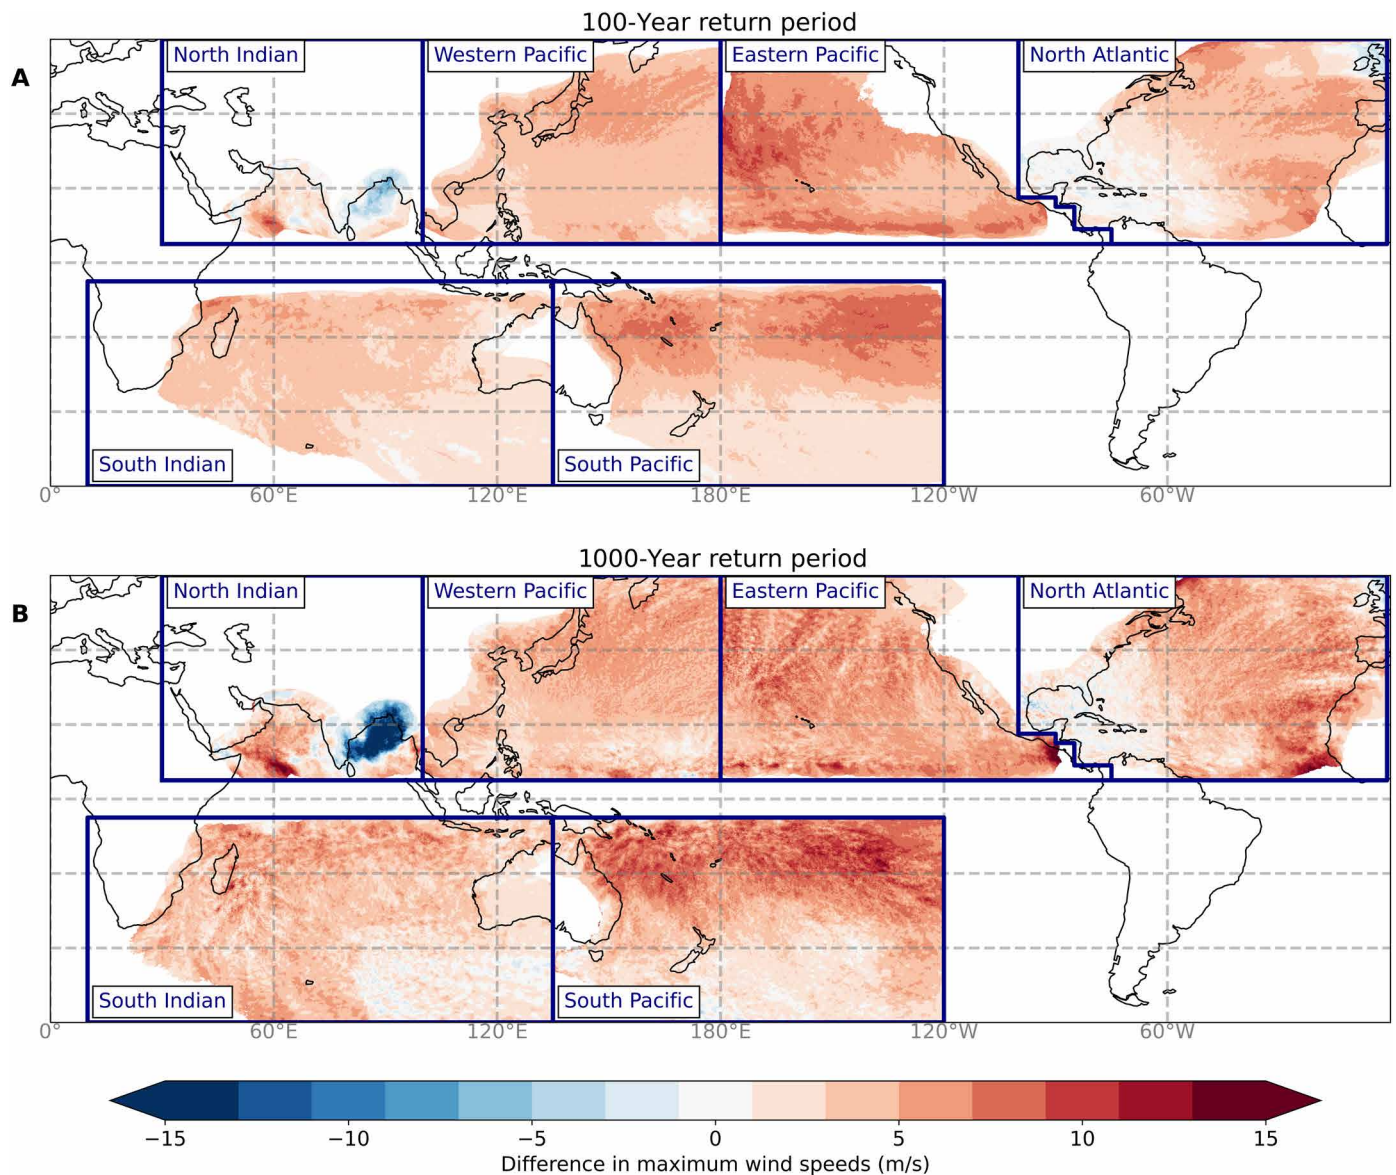 100-Year return period
A
North Indian
Western Pacific
Eastern Pacific
North Atlantic
South Indian
South Pacific
0°
60°E
120°E
180°E
120°W
60°W
1000-Year return period
B
North Indian
Western Pacific
Eastern Pacific
North Atlantic
South Indian
South Pacific
0°
60°E
120°E
180°E
120°W
60°W
−15
−10
−5
0
5
10
15
Difference in maximum wind speeds (m/s)